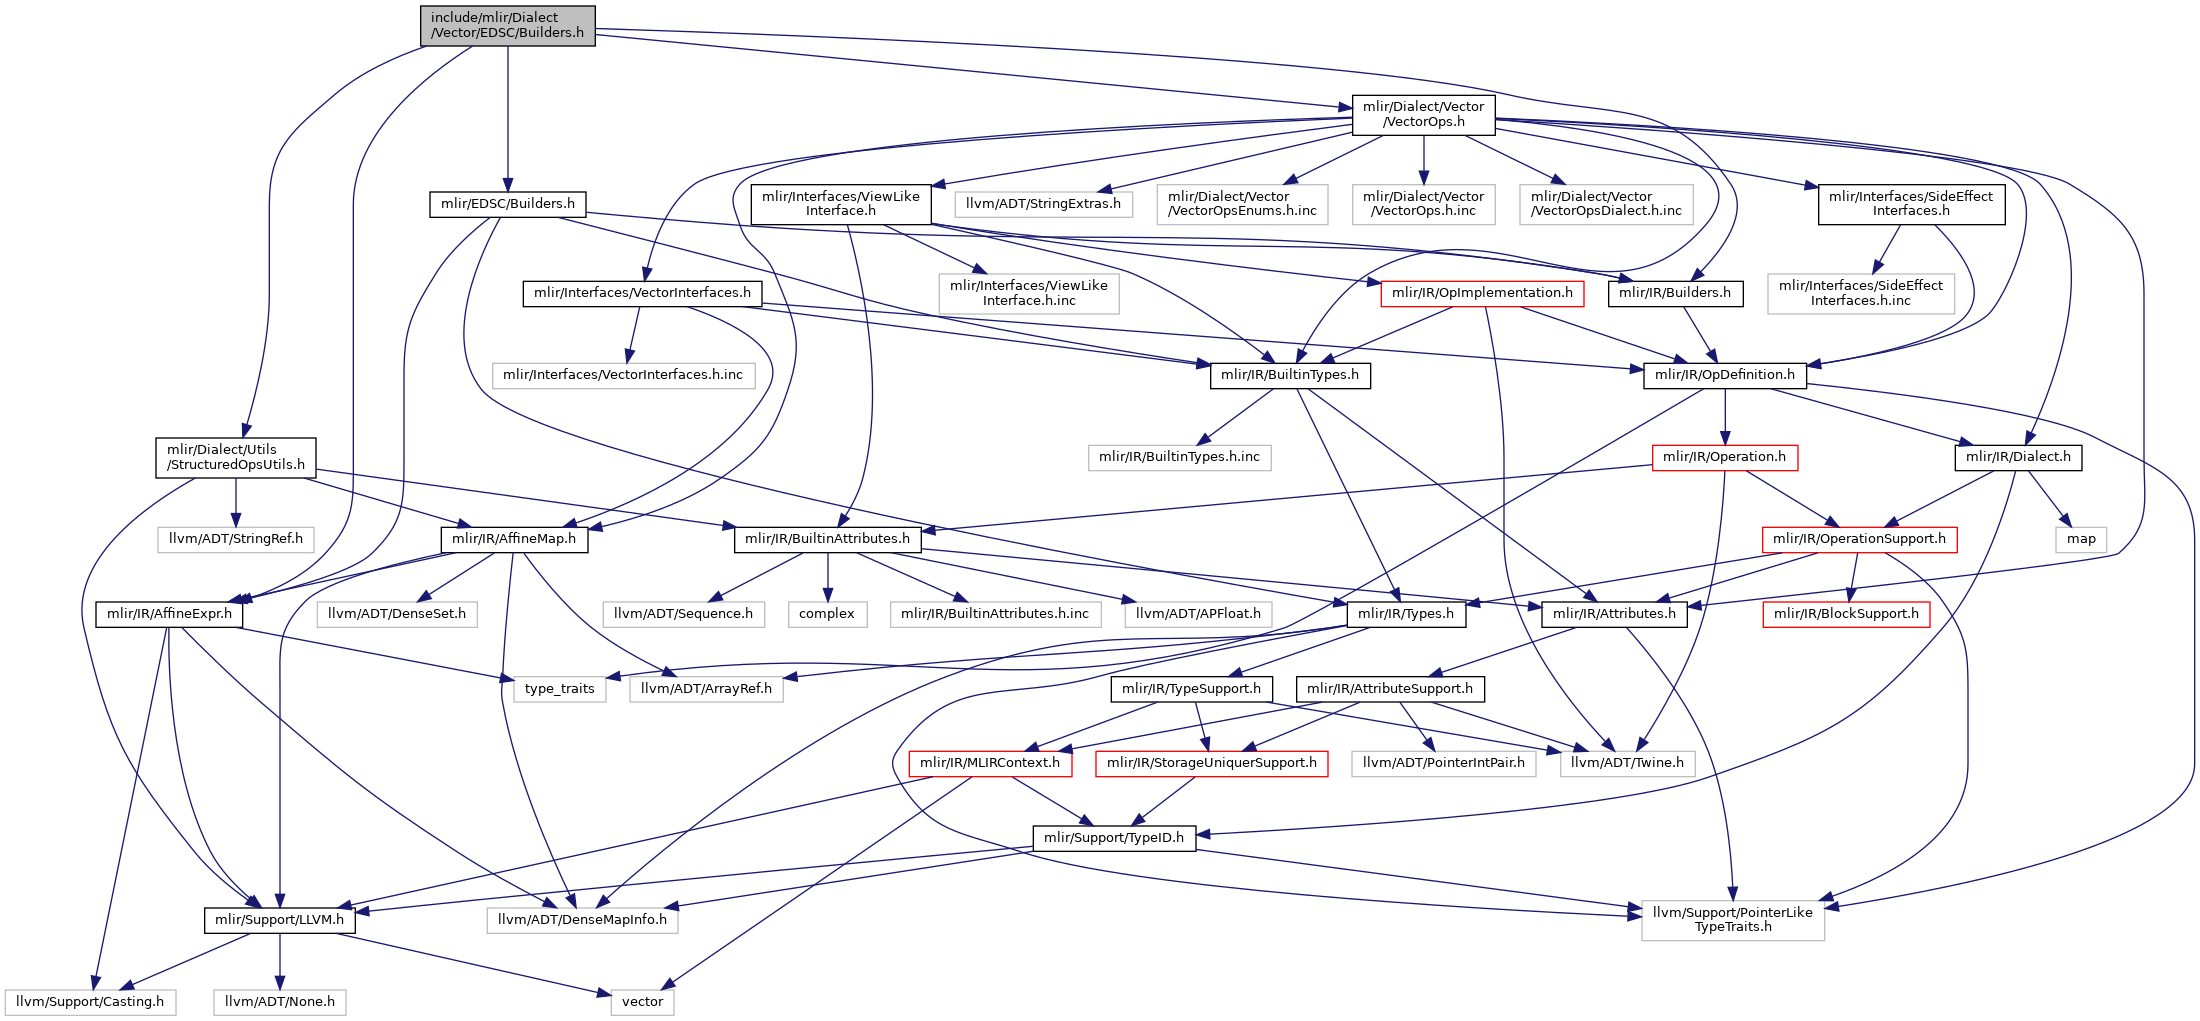 include/mlir/Dialect
/Vector/EDSC/Builders.h
mlir/Dialect/Vector
/VectorOps.h
mlir/EDSC/Builders.h
mlir/Interfaces/ViewLike
Interface.h
llvm/ADT/StringExtras.h
mlir/Dialect/Vector
/VectorOpsEnums.h.inc
mlir/Dialect/Vector
/VectorOps.h.inc
mlir/Dialect/Vector
/VectorOpsDialect.h.inc
mlir/Interfaces/SideEffect
Interfaces.h
mlir/Interfaces/VectorInterfaces.h
mlir/Interfaces/ViewLike
Interface.h.inc
mlir/IR/OpImplementation.h
mlir/IR/Builders.h
mlir/Interfaces/SideEffect
Interfaces.h.inc
mlir/Interfaces/VectorInterfaces.h.inc
mlir/IR/BuiltinTypes.h
mlir/IR/OpDefinition.h
mlir/Dialect/Utils
/StructuredOpsUtils.h
mlir/IR/BuiltinTypes.h.inc
mlir/IR/Operation.h
mlir/IR/Dialect.h
llvm/ADT/StringRef.h
mlir/IR/AffineMap.h
mlir/IR/BuiltinAttributes.h
mlir/IR/OperationSupport.h
map
mlir/IR/AffineExpr.h
llvm/ADT/DenseSet.h
llvm/ADT/Sequence.h
complex
mlir/IR/BuiltinAttributes.h.inc
llvm/ADT/APFloat.h
mlir/IR/Types.h
mlir/IR/Attributes.h
mlir/IR/BlockSupport.h
type_traits
llvm/ADT/ArrayRef.h
mlir/IR/TypeSupport.h
mlir/IR/AttributeSupport.h
mlir/IR/MLIRContext.h
mlir/IR/StorageUniquerSupport.h
llvm/ADT/PointerIntPair.h
llvm/ADT/Twine.h
mlir/Support/TypeID.h
mlir/Support/LLVM.h
llvm/ADT/DenseMapInfo.h
llvm/Support/PointerLike
TypeTraits.h
llvm/Support/Casting.h
llvm/ADT/None.h
vector